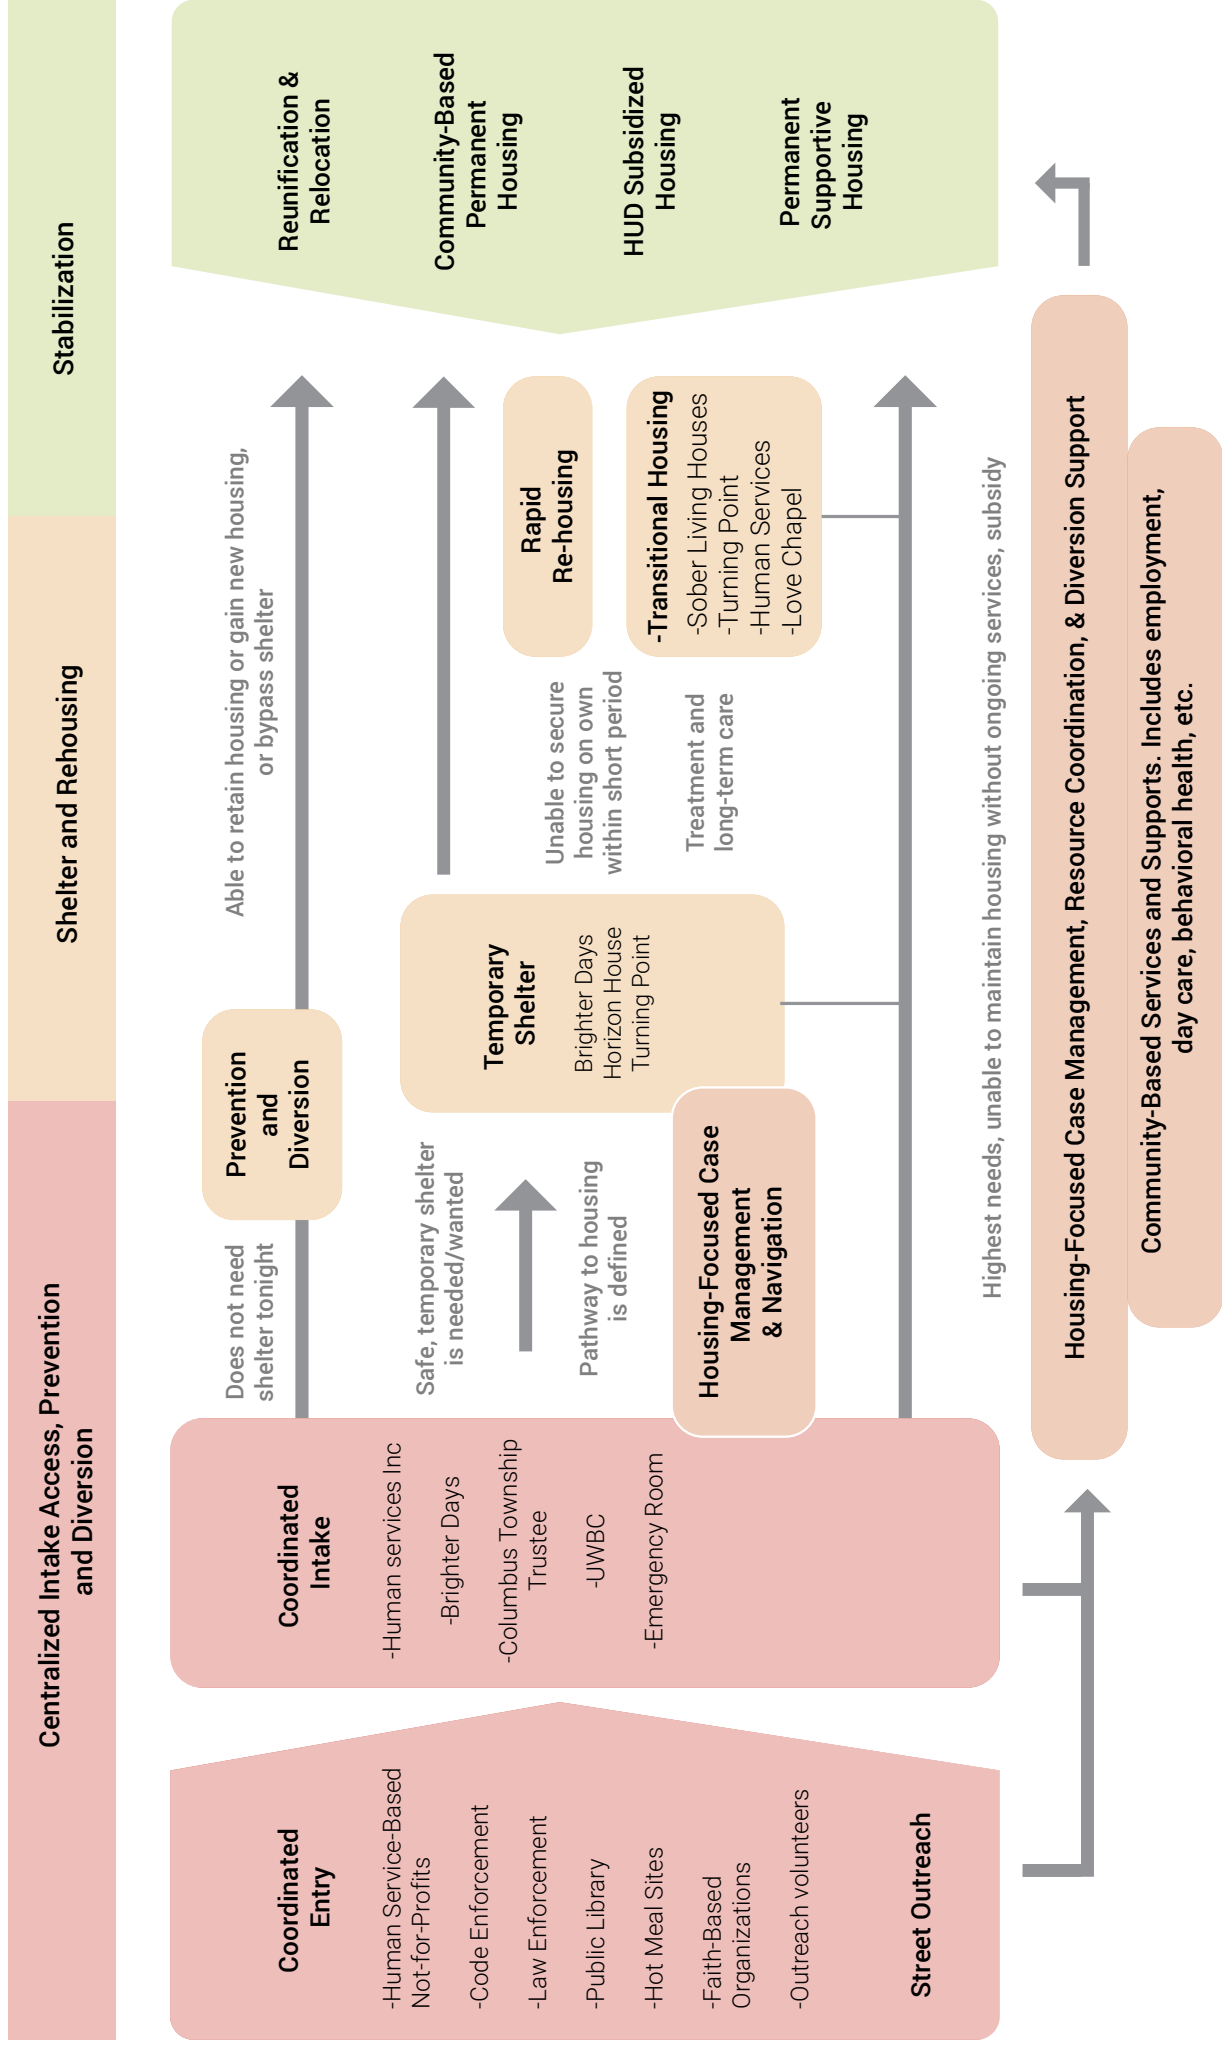 Centralized Intake Access, Prevention
and Diversion
Shelter and Rehousing
Stabilization
Coordinated
Entry
-Human Service-Based
Not-for-Profits
-Code Enforcement
-Law Enforcement
-Public Library
-Hot Meal Sites
-Faith-Based
Organizations
-Outreach volunteers
Street Outreach
Coordinated
Intake
-Human services Inc
-Brighter Days
-Columbus Township
Trustee
-UWBC
-Emergency Room
Does not need
shelter tonight
Prevention
and
Diversion
Able to retain housing or gain new housing,
or bypass shelter
Safe, temporary shelter
is needed/wanted
Pathway to housing
is defined
Housing-Focused Case
Management
& Navigation
Temporary
Shelter
Brighter Days
Horizon House
Turning Point
Unable to secure
housing on own
within short period
Treatment and
long-term care
Rapid
Re-housing
-Transitional Housing
-Sober Living Houses
-Turning Point
-Human Services
-Love Chapel
Highest needs, unable to maintain housing without ongoing services, subsidy
Reunification &
Relocation
Community-Based
Permanent
Housing
HUD Subsidized
Housing
Permanent
Supportive
Housing
Housing-Focused Case Management, Resource Coordination, & Diversion Support
Community-Based Services and Supports. Includes employment,
day care, behavioral health, etc.